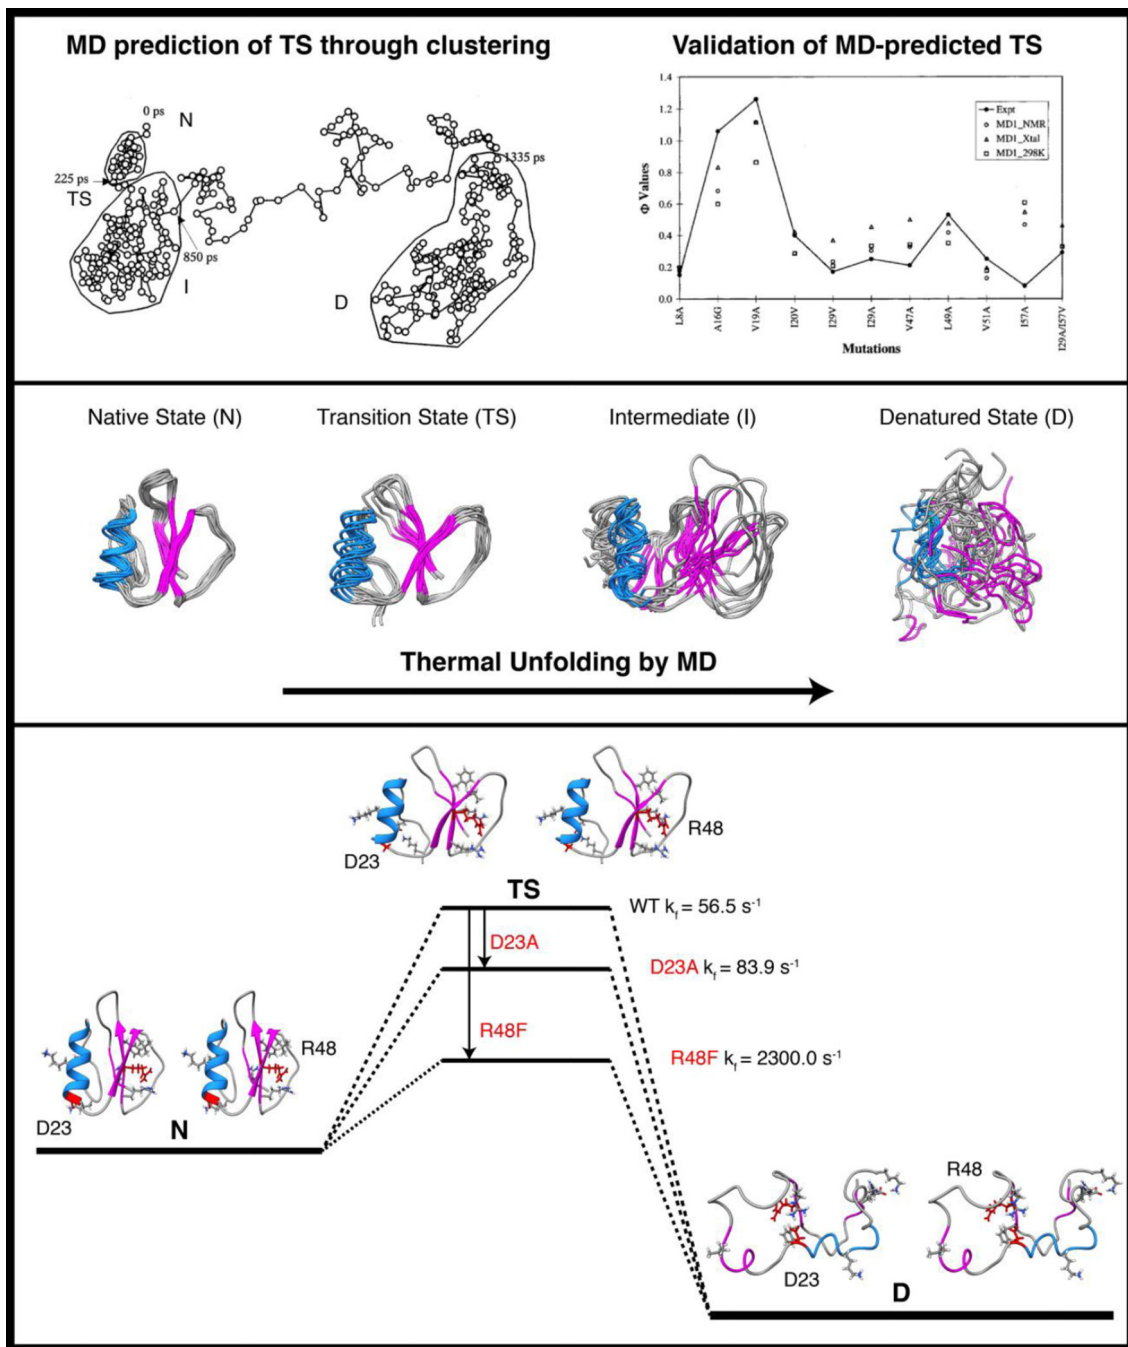 MD prediction of TS through clustering
Validation of MD-predicted TS
0 ps
N
225 ps
TS
850 ps
I
1335 ps
D
1.4
1.2
1.0
0.8
0.6
0.4
0.2
0.0
Φ Values
Expt
MD1_NMR
MD1_Xtal
MD1_298K
L8A
A16G
V19A
I20V
I29V
I29A
V47A
L49A
V51A
I57A
I29A/I57V
Mutations
Native State (N)
Transition State (TS)
Intermediate (I)
Denatured State (D)
Thermal Unfolding by MD
D23
R48
TS
WT kf = 56.5 s-1
D23A
D23A kf = 83.9 s-1
R48F
R48F kf = 2300.0 s-1
R48
D23
N
R48
D23
D